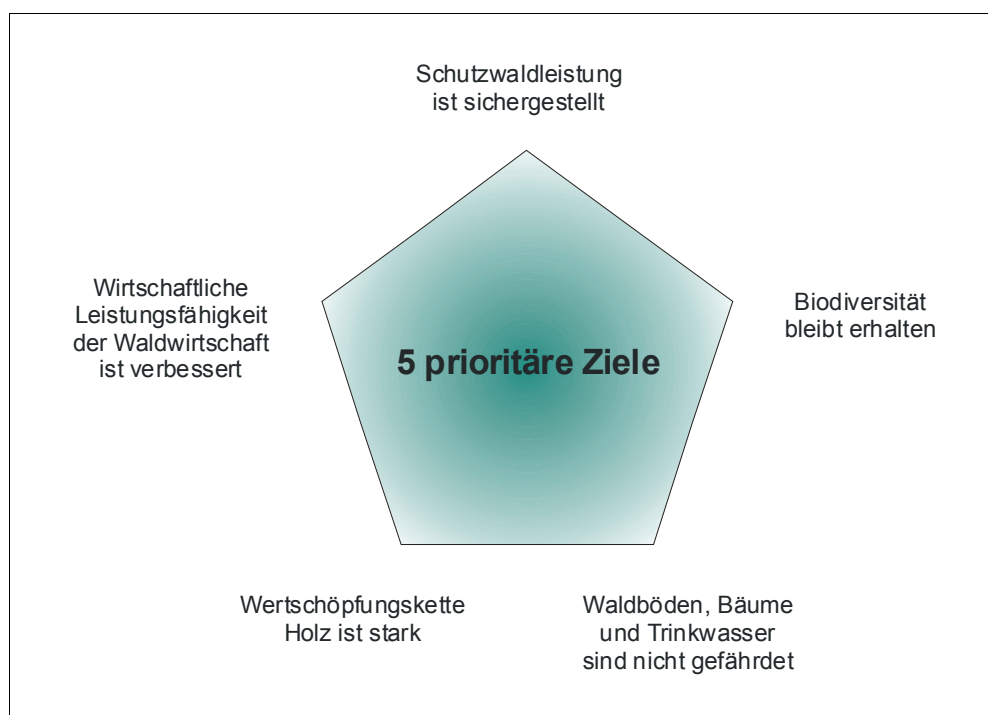 Schutzwaldleistung
ist sichergestellt
Wirtschaftliche
Leistungsfähigkeit
der Waldwirtschaft
ist verbessert
5 prioritäre Ziele
Biodiversität
bleibt erhalten
Wertschöpfungskette
Holz ist stark
Waldböden, Bäume
und Trinkwasser
sind nicht gefährdet